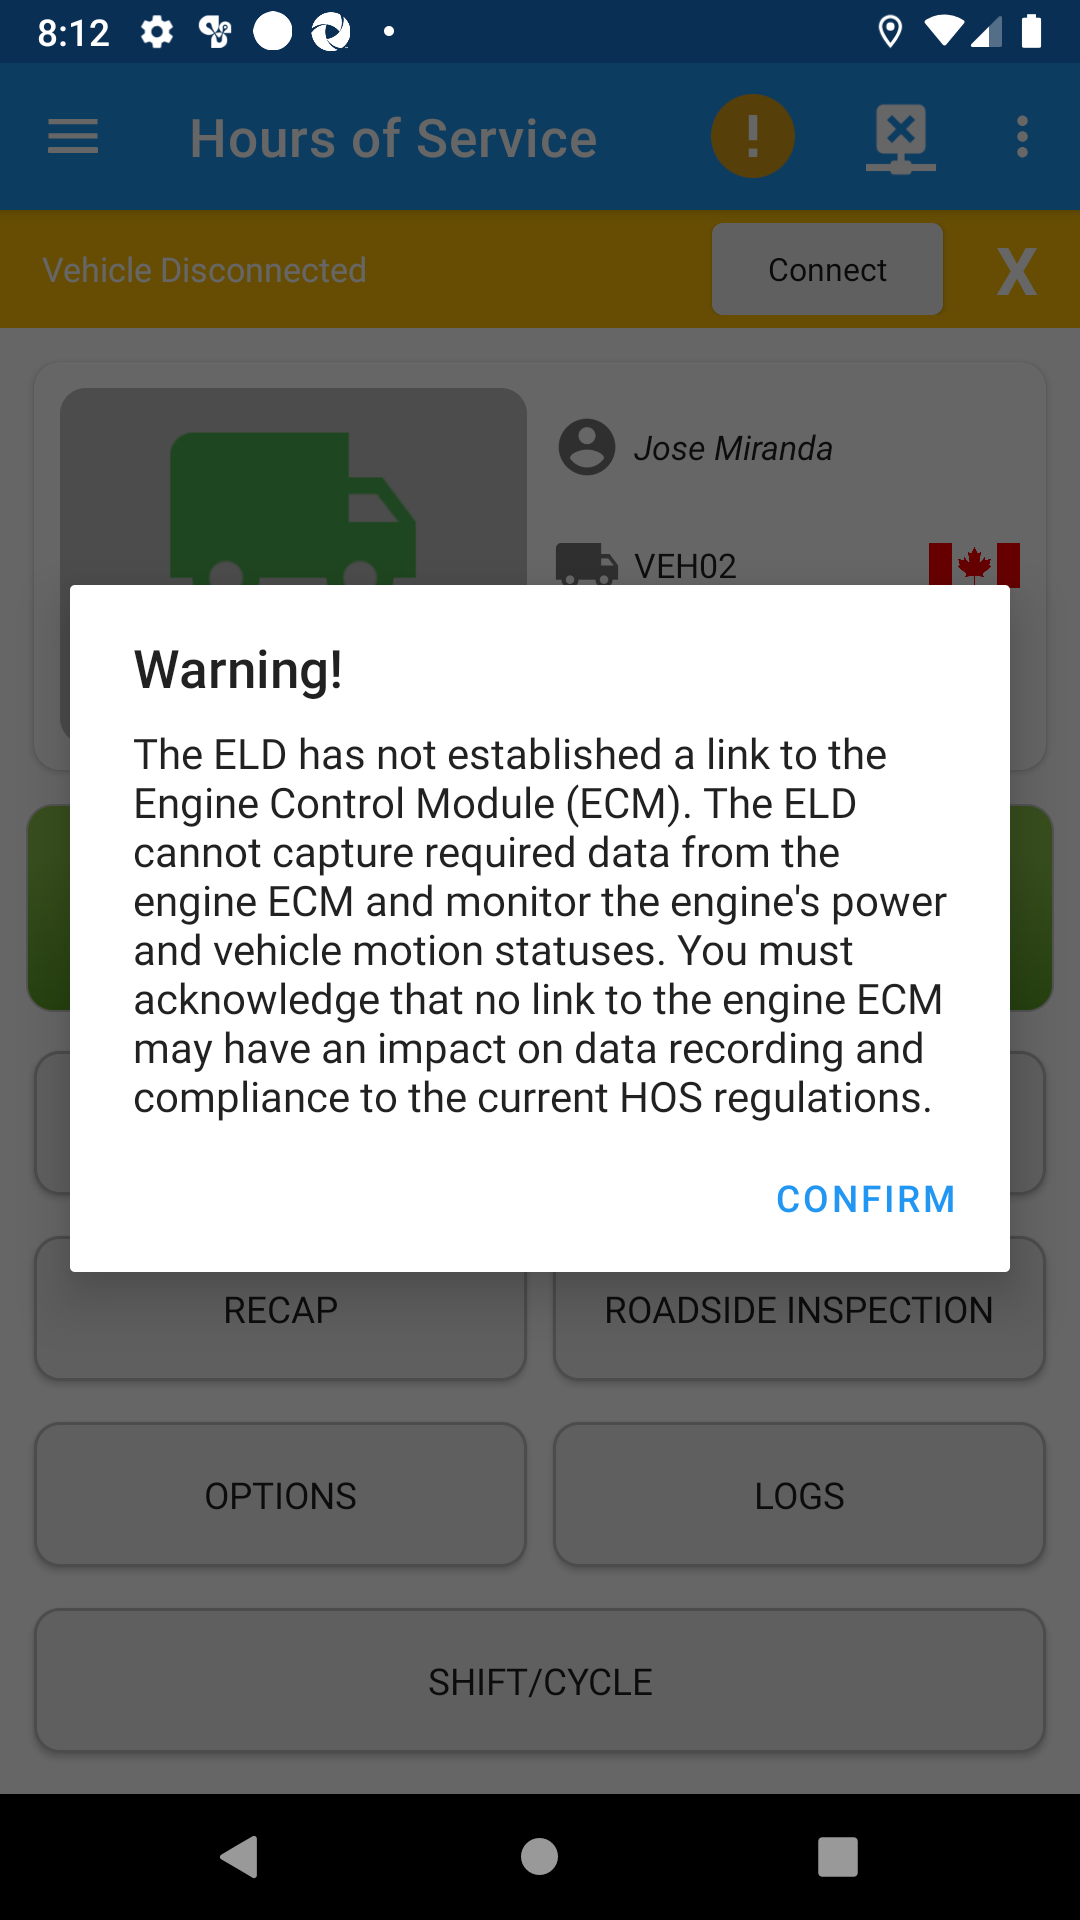 8:12
Hours of Service
Vehicle Disconnected
Connect
X
Jose Miranda
VEH02
Warning!
The ELD has not established a link to the
Engine Control Module (ECM). The ELD
cannot capture required data from the
engine ECM and monitor the engine's power
and vehicle motion statuses. You must
acknowledge that no link to the engine ECM
may have an impact on data recording and
compliance to the current HOS regulations.
CONFIRM
RECAP
ROADSIDE INSPECTION
OPTIONS
LOGS
SHIFT/CYCLE